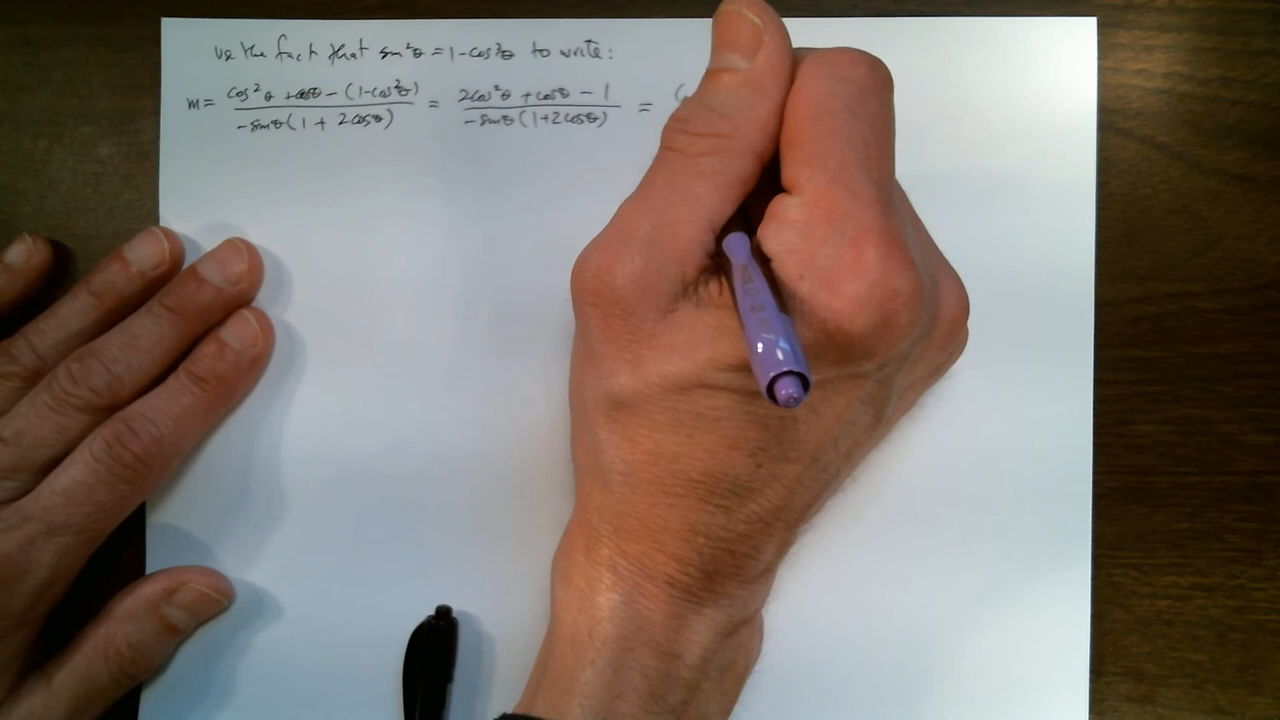 use the fact that sin²θ = 1-cos²θ to write:
m = (cos²θ + cosθ - (1-cos²θ)) / (-sinθ(1 + 2cosθ)) = (2cos²θ + cosθ - 1) / (-sinθ(1+2cosθ)) = (